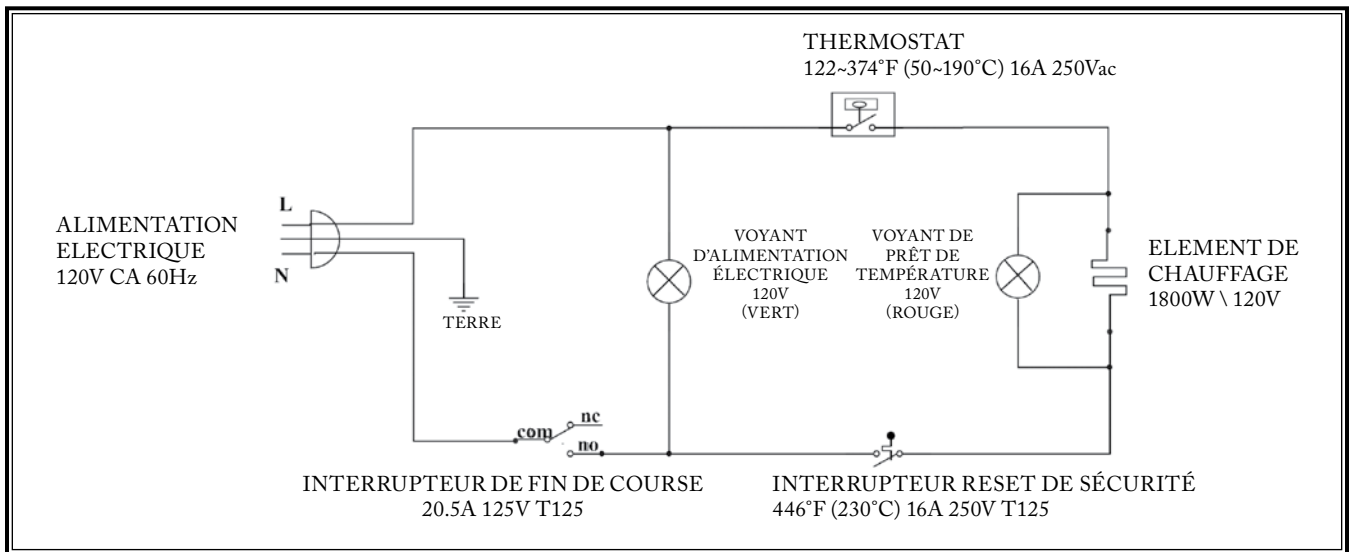 THERMOSTAT
122~374°F (50~190°C) 16A 250Vac
L
ALIMENTATION
ELECTRIQUE
120V CA 60Hz
N
TERRE
VOYANT
D'ALIMENTATION
ÉLECTRIQUE
120V
(VERT)
VOYANT DE
PRÊT DE
TEMPÉRATURE
120V
(ROUGE)
ELEMENT DE
CHAUFFAGE
1800W \ 120V
nc
com
no
INTERRUPTEUR DE FIN DE COURSE
20.5A 125V T125
INTERRUPTEUR RESET DE SÉCURITÉ
446°F (230°C) 16A 250V T125